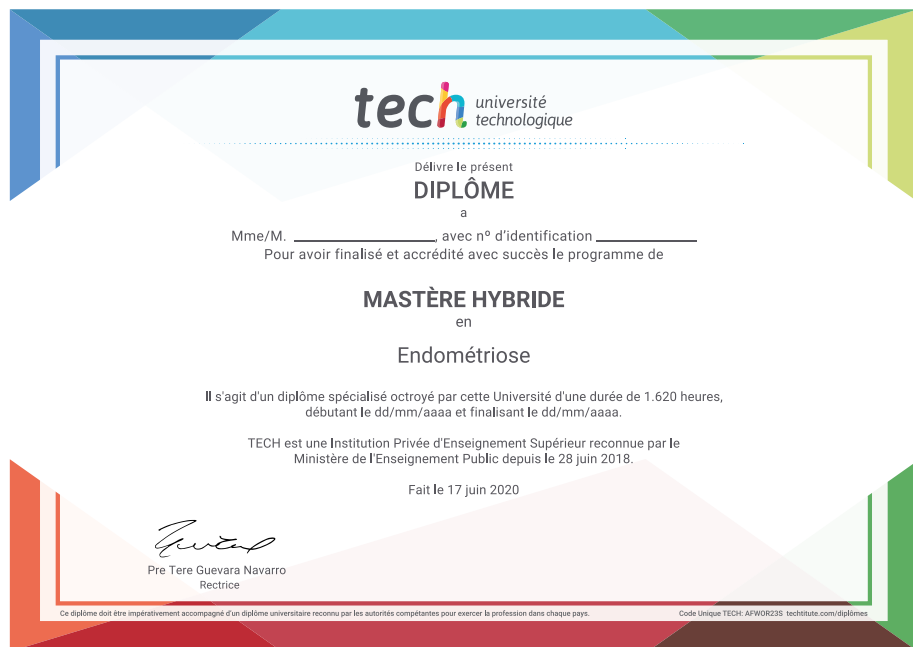 tech université
technologique
Délivre le présent
DIPLÔME
a
Mme/M. ____________, avec nº d'identification ____________
Pour avoir finalisé et accrédité avec succès le programme de
MASTÈRE HYBRIDE
en
Endométriose
Il s'agit d'un diplôme spécialisé octroyé par cette Université d'une durée de 1.620 heures,
débutant le dd/mm/aaaa et finalisant le dd/mm/aaaa.
TECH est une Institution Privée d'Enseignement Supérieur reconnue par le
Ministère de l'Enseignement Public depuis le 28 juin 2018.
Fait le 17 juin 2020
Pre Tere Guevara Navarro
Rectrice
Ce diplôme doit être impérativement accompagné d'un diplôme universitaire reconnu par les autorités compétentes pour exercer la profession dans chaque pays.
Code Unique TECH: AFWOR23S techtitute.com/diplômes